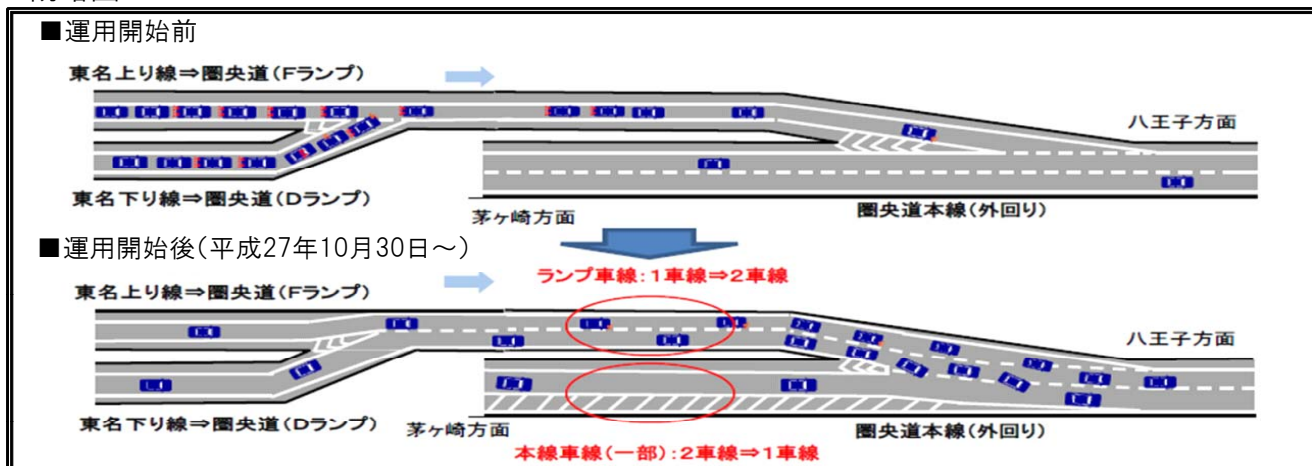 ■運用開始前
東名上り線⇒圏央道(Fランプ)
八王子方面
東名下り線⇒圏央道(Dランプ)
茅ヶ崎方面
圏央道本線(外回り)
■運用開始後(平成27年10月30日~)
ランプ車線:1車線⇒2車線
東名上り線⇒圏央道(Fランプ)
八王子方面
東名下り線⇒圏央道(Dランプ)
茅ヶ崎方面
圏央道本線(外回り)
本線車線(一部):2車線⇒1車線